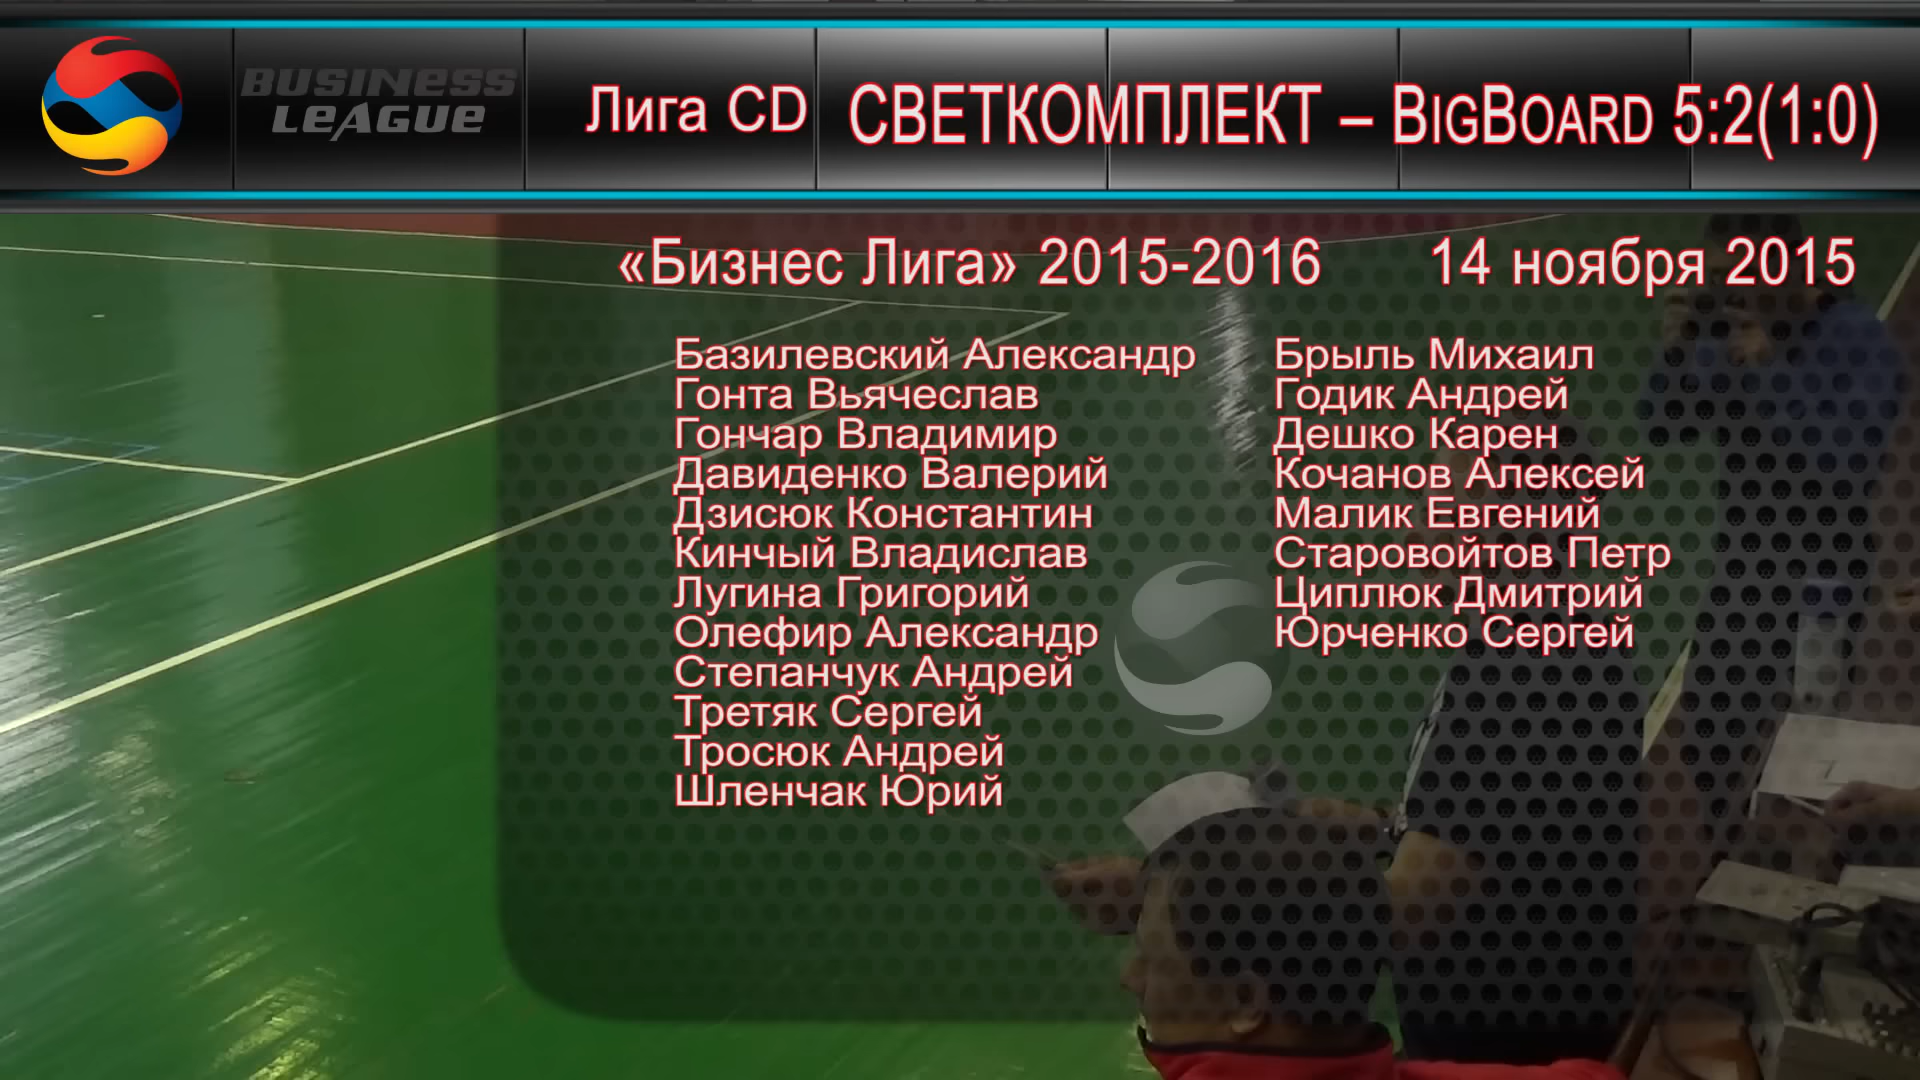 BUSINESS
LEAGUE
Лига CD
СВЕТКОМПЛЕКТ – BIGBOARD 5:2(1:0)
«Бизнес Лига» 2015-2016
14 ноября 2015
Базилевский Александр
Гонта Вьячеслав
Гончар Владимир
Давиденко Валерий
Дзисюк Константин
Кинчый Владислав
Лугина Григорий
Олефир Александр
Степанчук Андрей
Третяк Сергей
Тросюк Андрей
Шленчак Юрий
Брыль Михаил
Годик Андрей
Дешко Карен
Кочанов Алексей
Малик Евгений
Старовойтов Петр
Циплюк Дмитрий
Юрченко Сергей